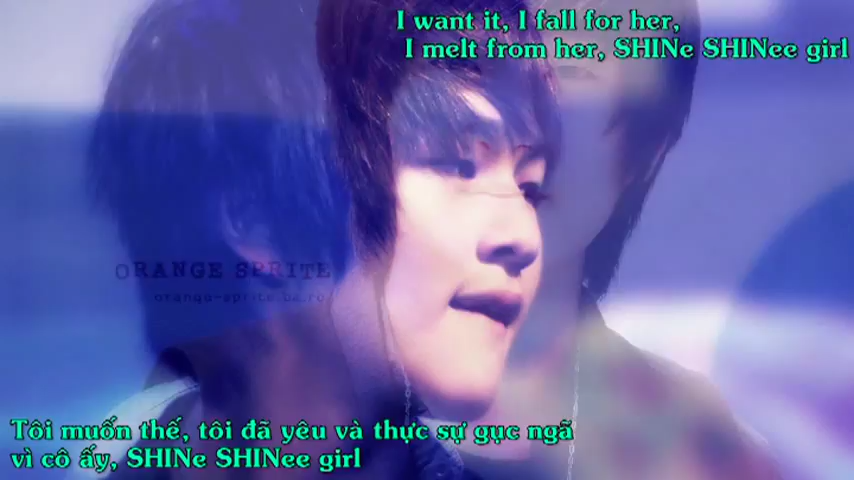 I want it, I fall for her,
I melt from her, SHINe SHINee girl
ORANGE SPRITE
Tôi muốn thế, tôi đã yêu và thực sự gục ngã
vì cô ấy, SHINe SHINee girl